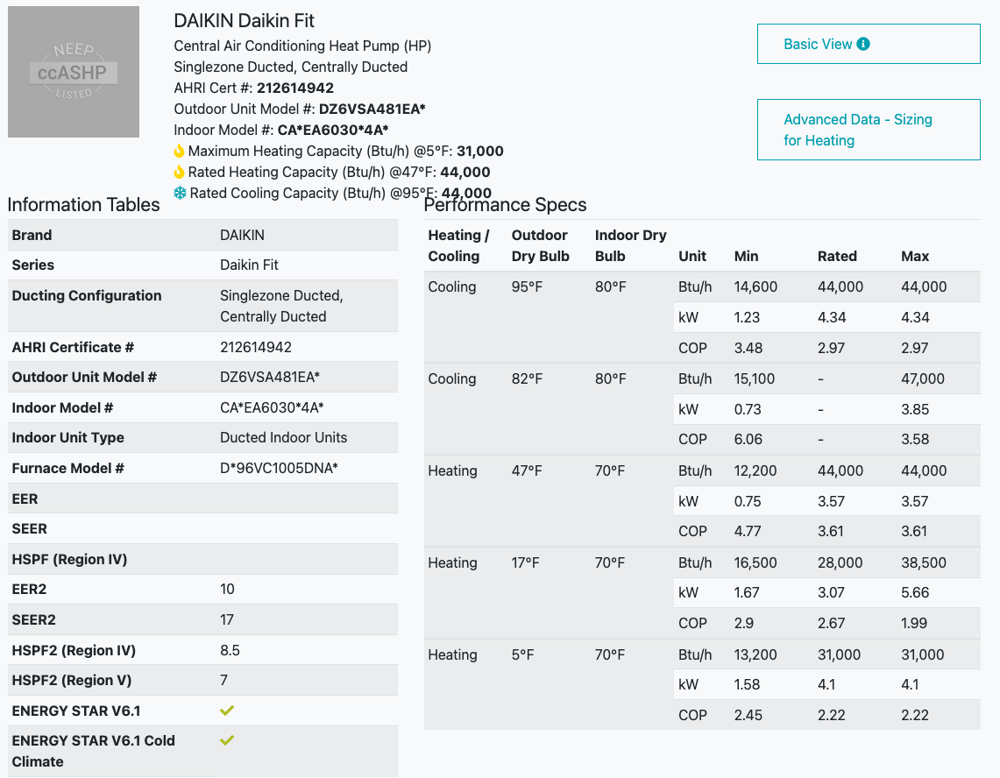 NEEP
ccASHP
LISTED
DAIKIN Daikin Fit
Central Air Conditioning Heat Pump (HP)
Singlezone Ducted, Centrally Ducted
AHRI Cert #: 212614942
Outdoor Unit Model #: DZ6VSA481EA*
Indoor Model #: CA*EA6030*4A*
Maximum Heating Capacity (Btu/h) @5°F: 31,000
Rated Heating Capacity (Btu/h) @47°F: 44,000
Rated Cooling Capacity (Btu/h) @95°F: 44,000
Basic View
Advanced Data - Sizing
for Heating
Information Tables
Brand DAIKIN
Series Daikin Fit
Ducting Configuration Singlezone Ducted,
Centrally Ducted
AHRI Certificate # 212614942
Outdoor Unit Model # DZ6VSA481EA*
Indoor Model # CA*EA6030*4A*
Indoor Unit Type Ducted Indoor Units
Furnace Model # D*96VC1005DNA*
EER
SEER
HSPF (Region IV)
EER2 10
SEER2 17
HSPF2 (Region IV) 8.5
HSPF2 (Region V) 7
ENERGY STAR V6.1
ENERGY STAR V6.1 Cold
Climate
Performance Specs
Heating / Outdoor Indoor Dry
Cooling Dry Bulb Bulb Unit Min Rated Max
Cooling 95°F 80°F Btu/h 14,600 44,000 44,000
kW 1.23 4.34 4.34
COP 3.48 2.97 2.97
Cooling 82°F 80°F Btu/h 15,100 - 47,000
kW 0.73 - 3.85
COP 6.06 - 3.58
Heating 47°F 70°F Btu/h 12,200 44,000 44,000
kW 0.75 3.57 3.57
COP 4.77 3.61 3.61
Heating 17°F 70°F Btu/h 16,500 28,000 38,500
kW 1.67 3.07 5.66
COP 2.9 2.67 1.99
Heating 5°F 70°F Btu/h 13,200 31,000 31,000
kW 1.58 4.1 4.1
COP 2.45 2.22 2.22